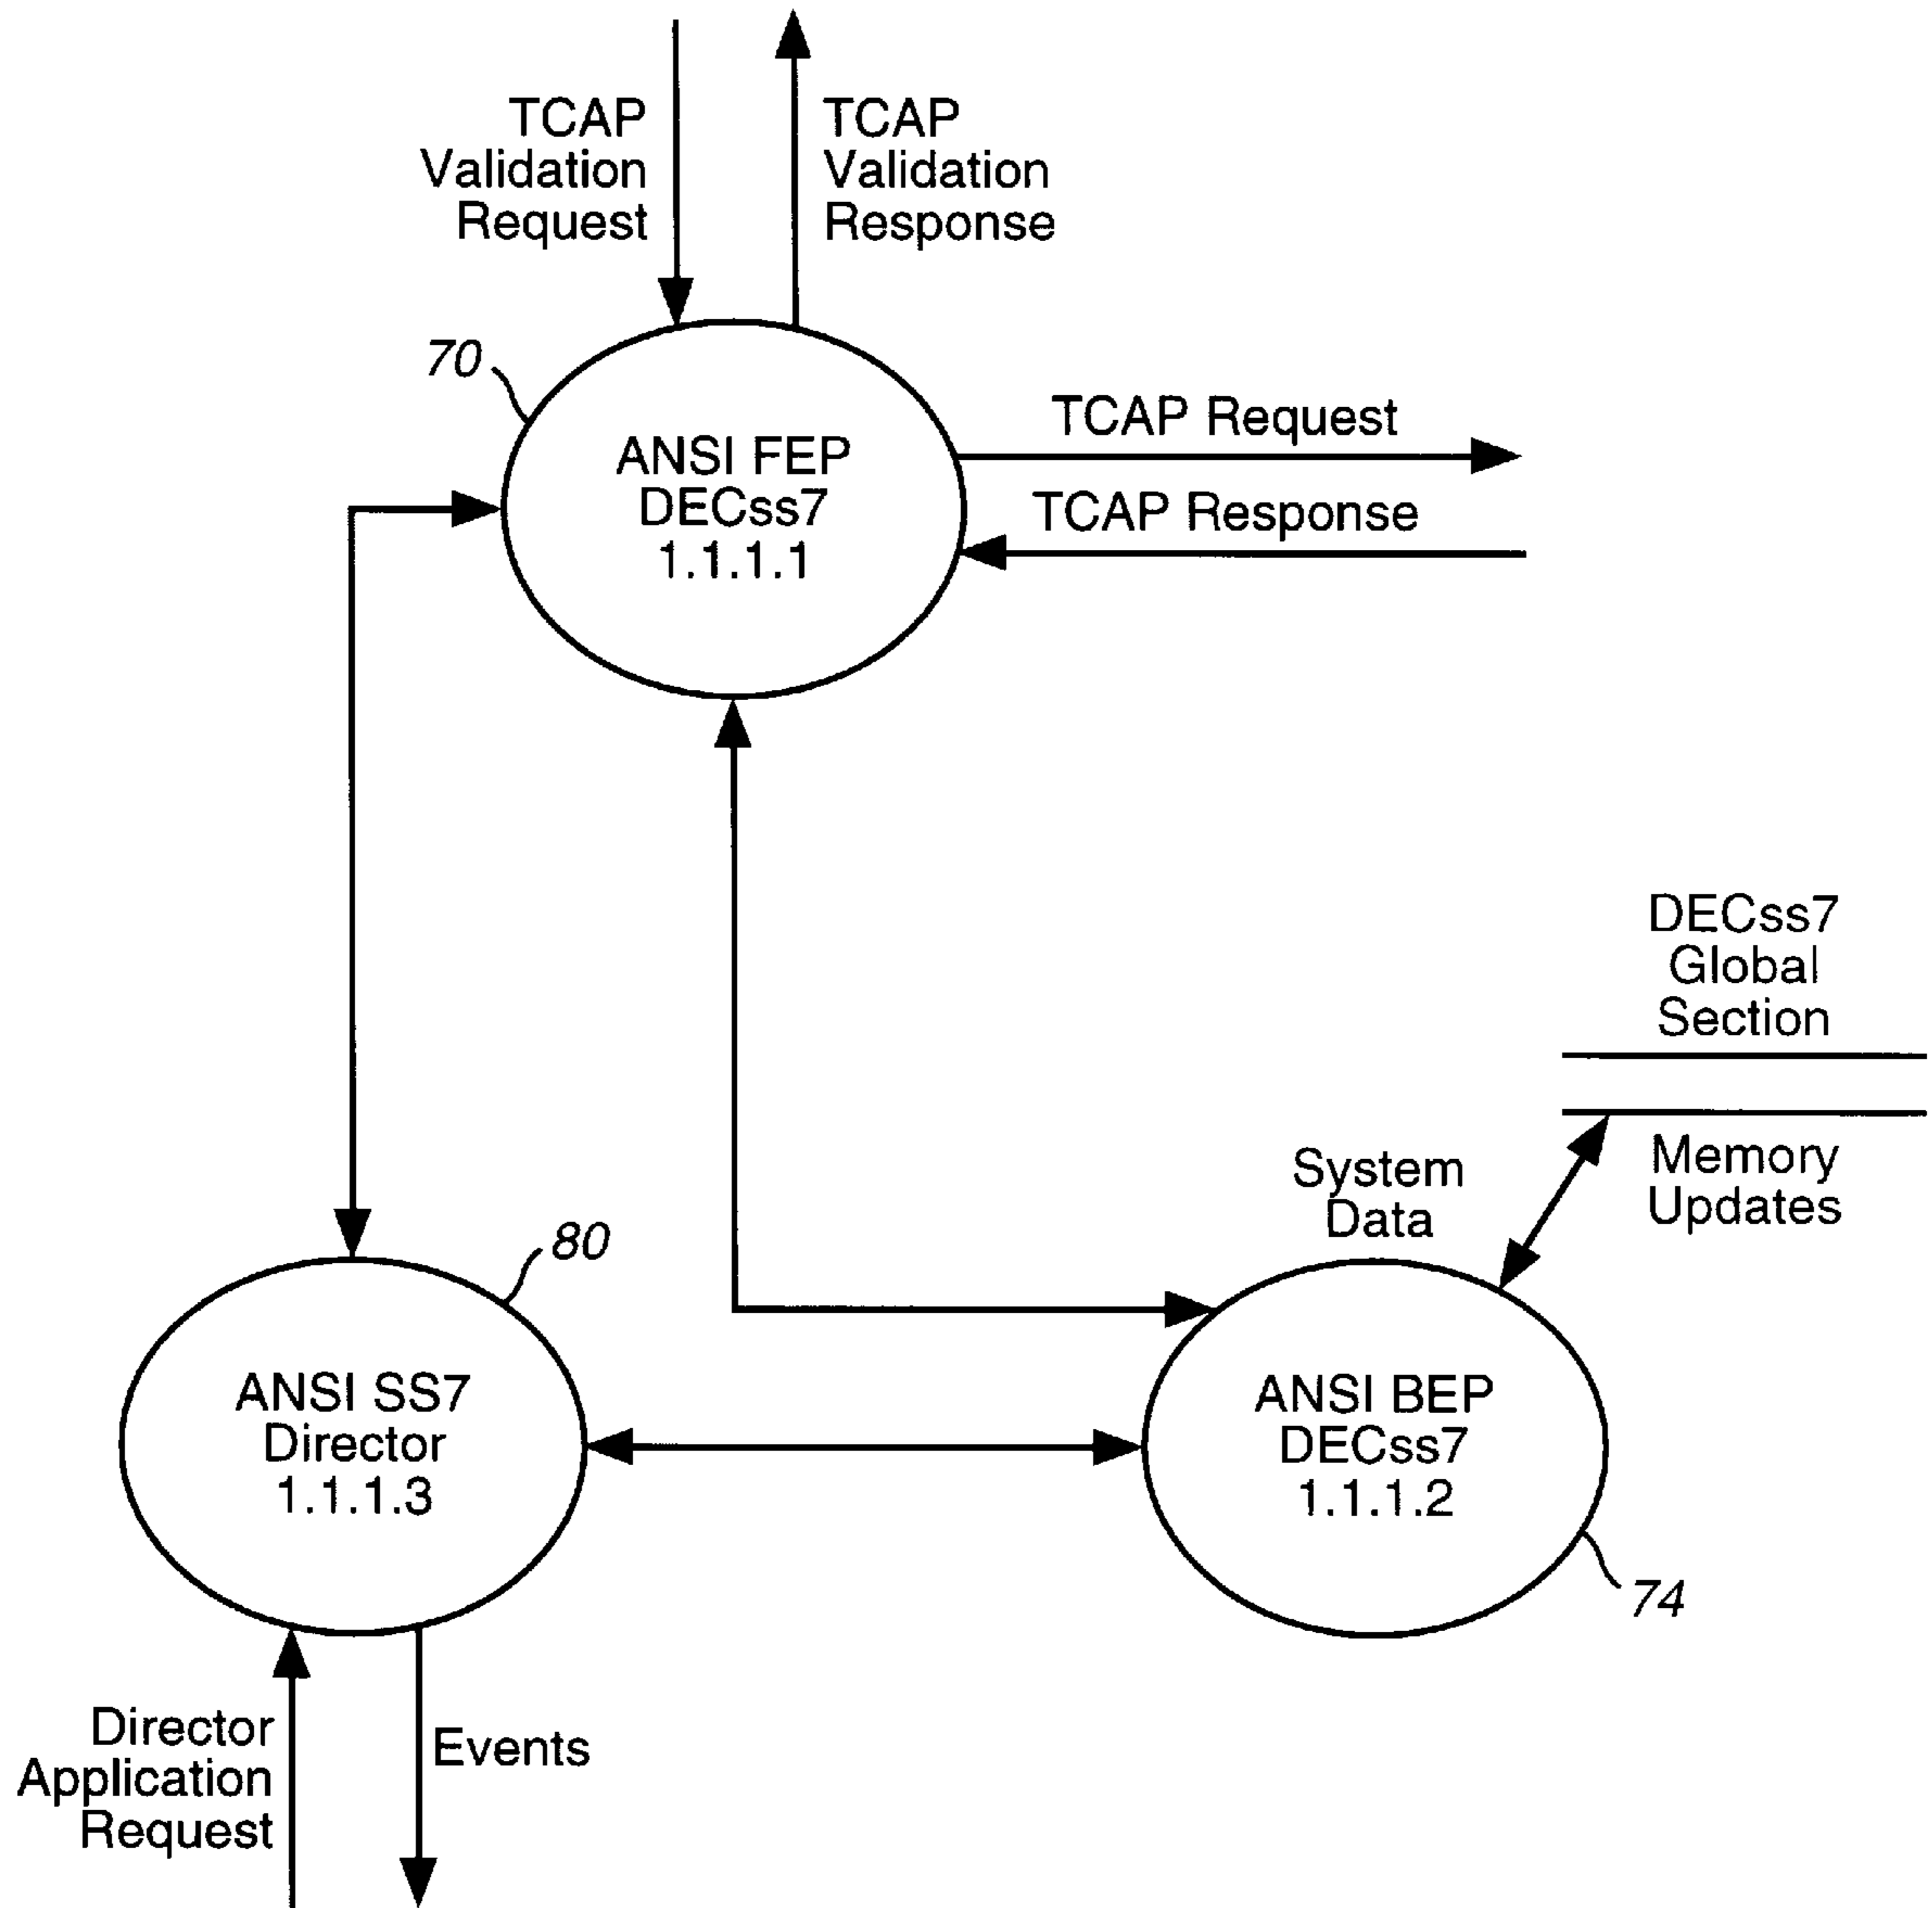 TCAP
Validation
Request
TCAP
Validation
Response
70
ANSI FEP
DECss7
1.1.1.1
TCAP Request
TCAP Response
DECss7
Global
Section
System
Data
Memory
Updates
80
ANSI SS7
Director
1.1.1.3
ANSI BEP
DECss7
1.1.1.2
74
Director
Application
Request
Events